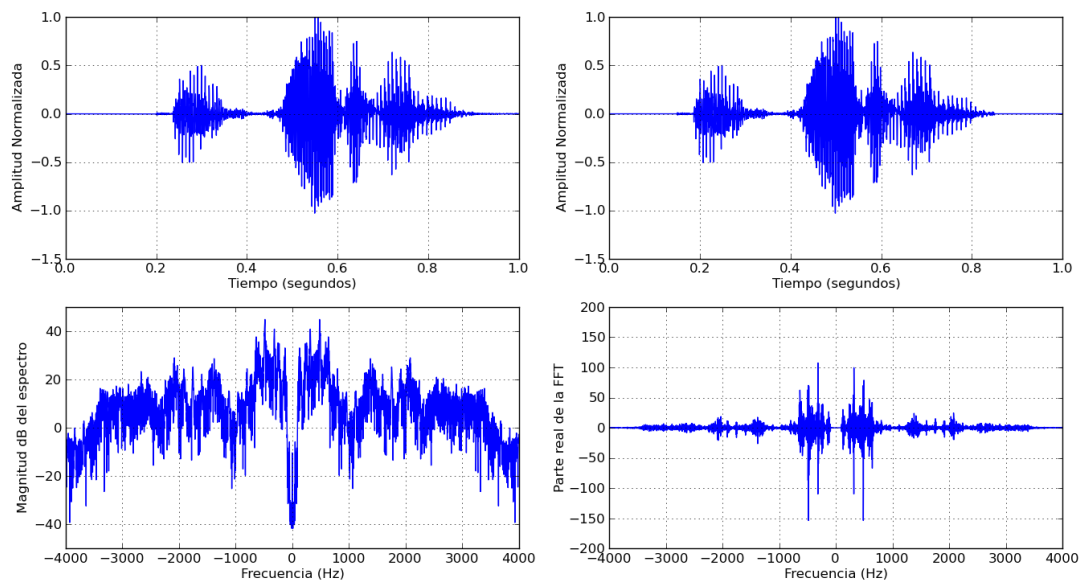 1.0
0.5
0.0
−0.5
−1.0
−1.5
Amplitud Normalizada
0.0 0.2 0.4 0.6 0.8 1.0
Tiempo (segundos)
1.0
0.5
0.0
−0.5
−1.0
−1.5
Amplitud Normalizada
0.0 0.2 0.4 0.6 0.8 1.0
Tiempo (segundos)
40
20
0
−20
−40
Magnitud dB del espectro
−4000 −3000 −2000 −1000 0 1000 2000 3000 4000
Frecuencia (Hz)
200
150
100
50
0
−50
−100
−150
−200
Parte real de la FFT
−4000 −3000 −2000 −1000 0 1000 2000 3000 4000
Frecuencia (Hz)